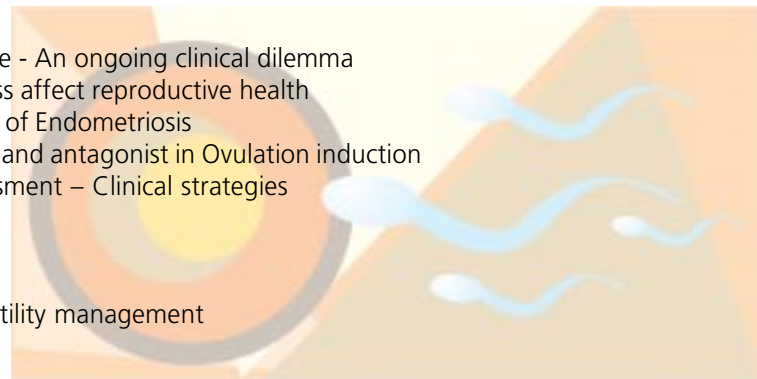 e - An ongoing clinical dilemma
ss affect reproductive health
of Endometriosis
and antagonist in Ovulation induction
sment – Clinical strategies
tility management